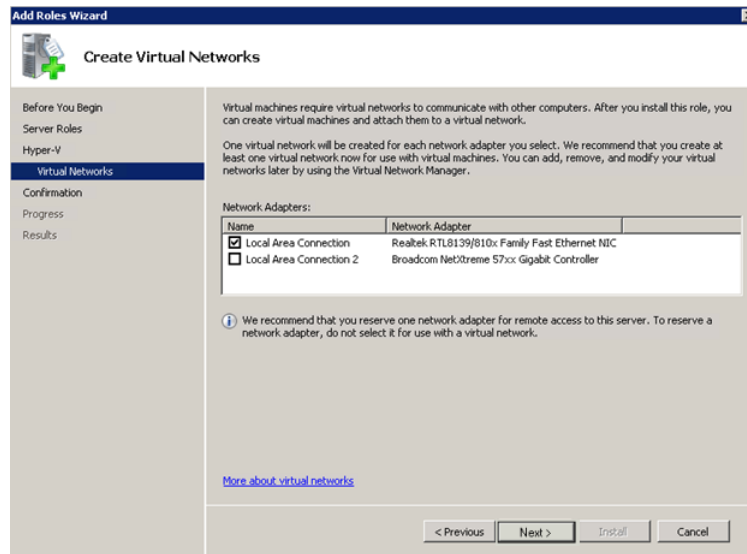 Add Roles Wizard
Create Virtual Networks
Before You Begin
Server Roles
Hyper-V
Virtual Networks
Confirmation
Progress
Results
Virtual machines require virtual networks to communicate with other computers. After you install this role, you
can create virtual machines and attach them to a virtual network.
One virtual network will be created for each network adapter you select. We recommend that you create at
least one virtual network now for use with virtual machines. You can add, remove, and modify your virtual
networks later by using the Virtual Network Manager.
Network Adapters:
Name Network Adapter
Local Area Connection Realtek RTL8139/810x Family Fast Ethernet NIC
Local Area Connection 2 Broadcom NetXtreme 57xx Gigabit Controller
We recommend that you reserve one network adapter for remote access to this server. To reserve a
network adapter, do not select it for use with a virtual network.
More about virtual networks
< Previous Next > Install Cancel